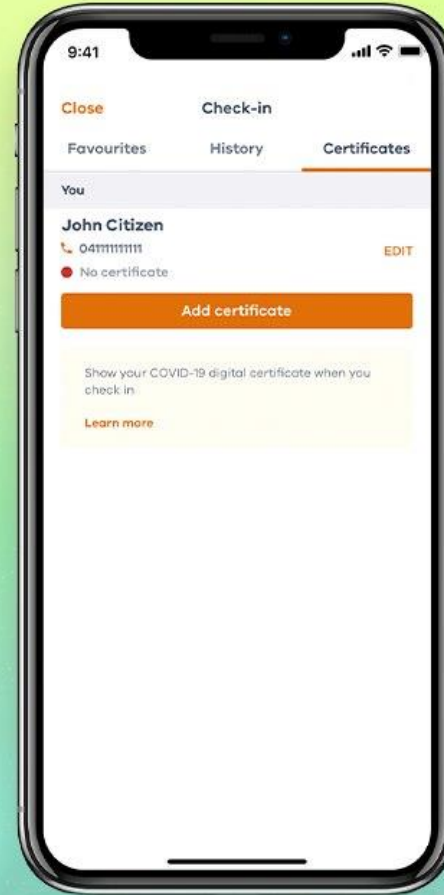 9:41
Close Check-in
Favourites History Certificates
You
John Citizen
041111111111
EDIT
No certificate
Add certificate
Show your COVID-19 digital certificate when you
check in
Learn more